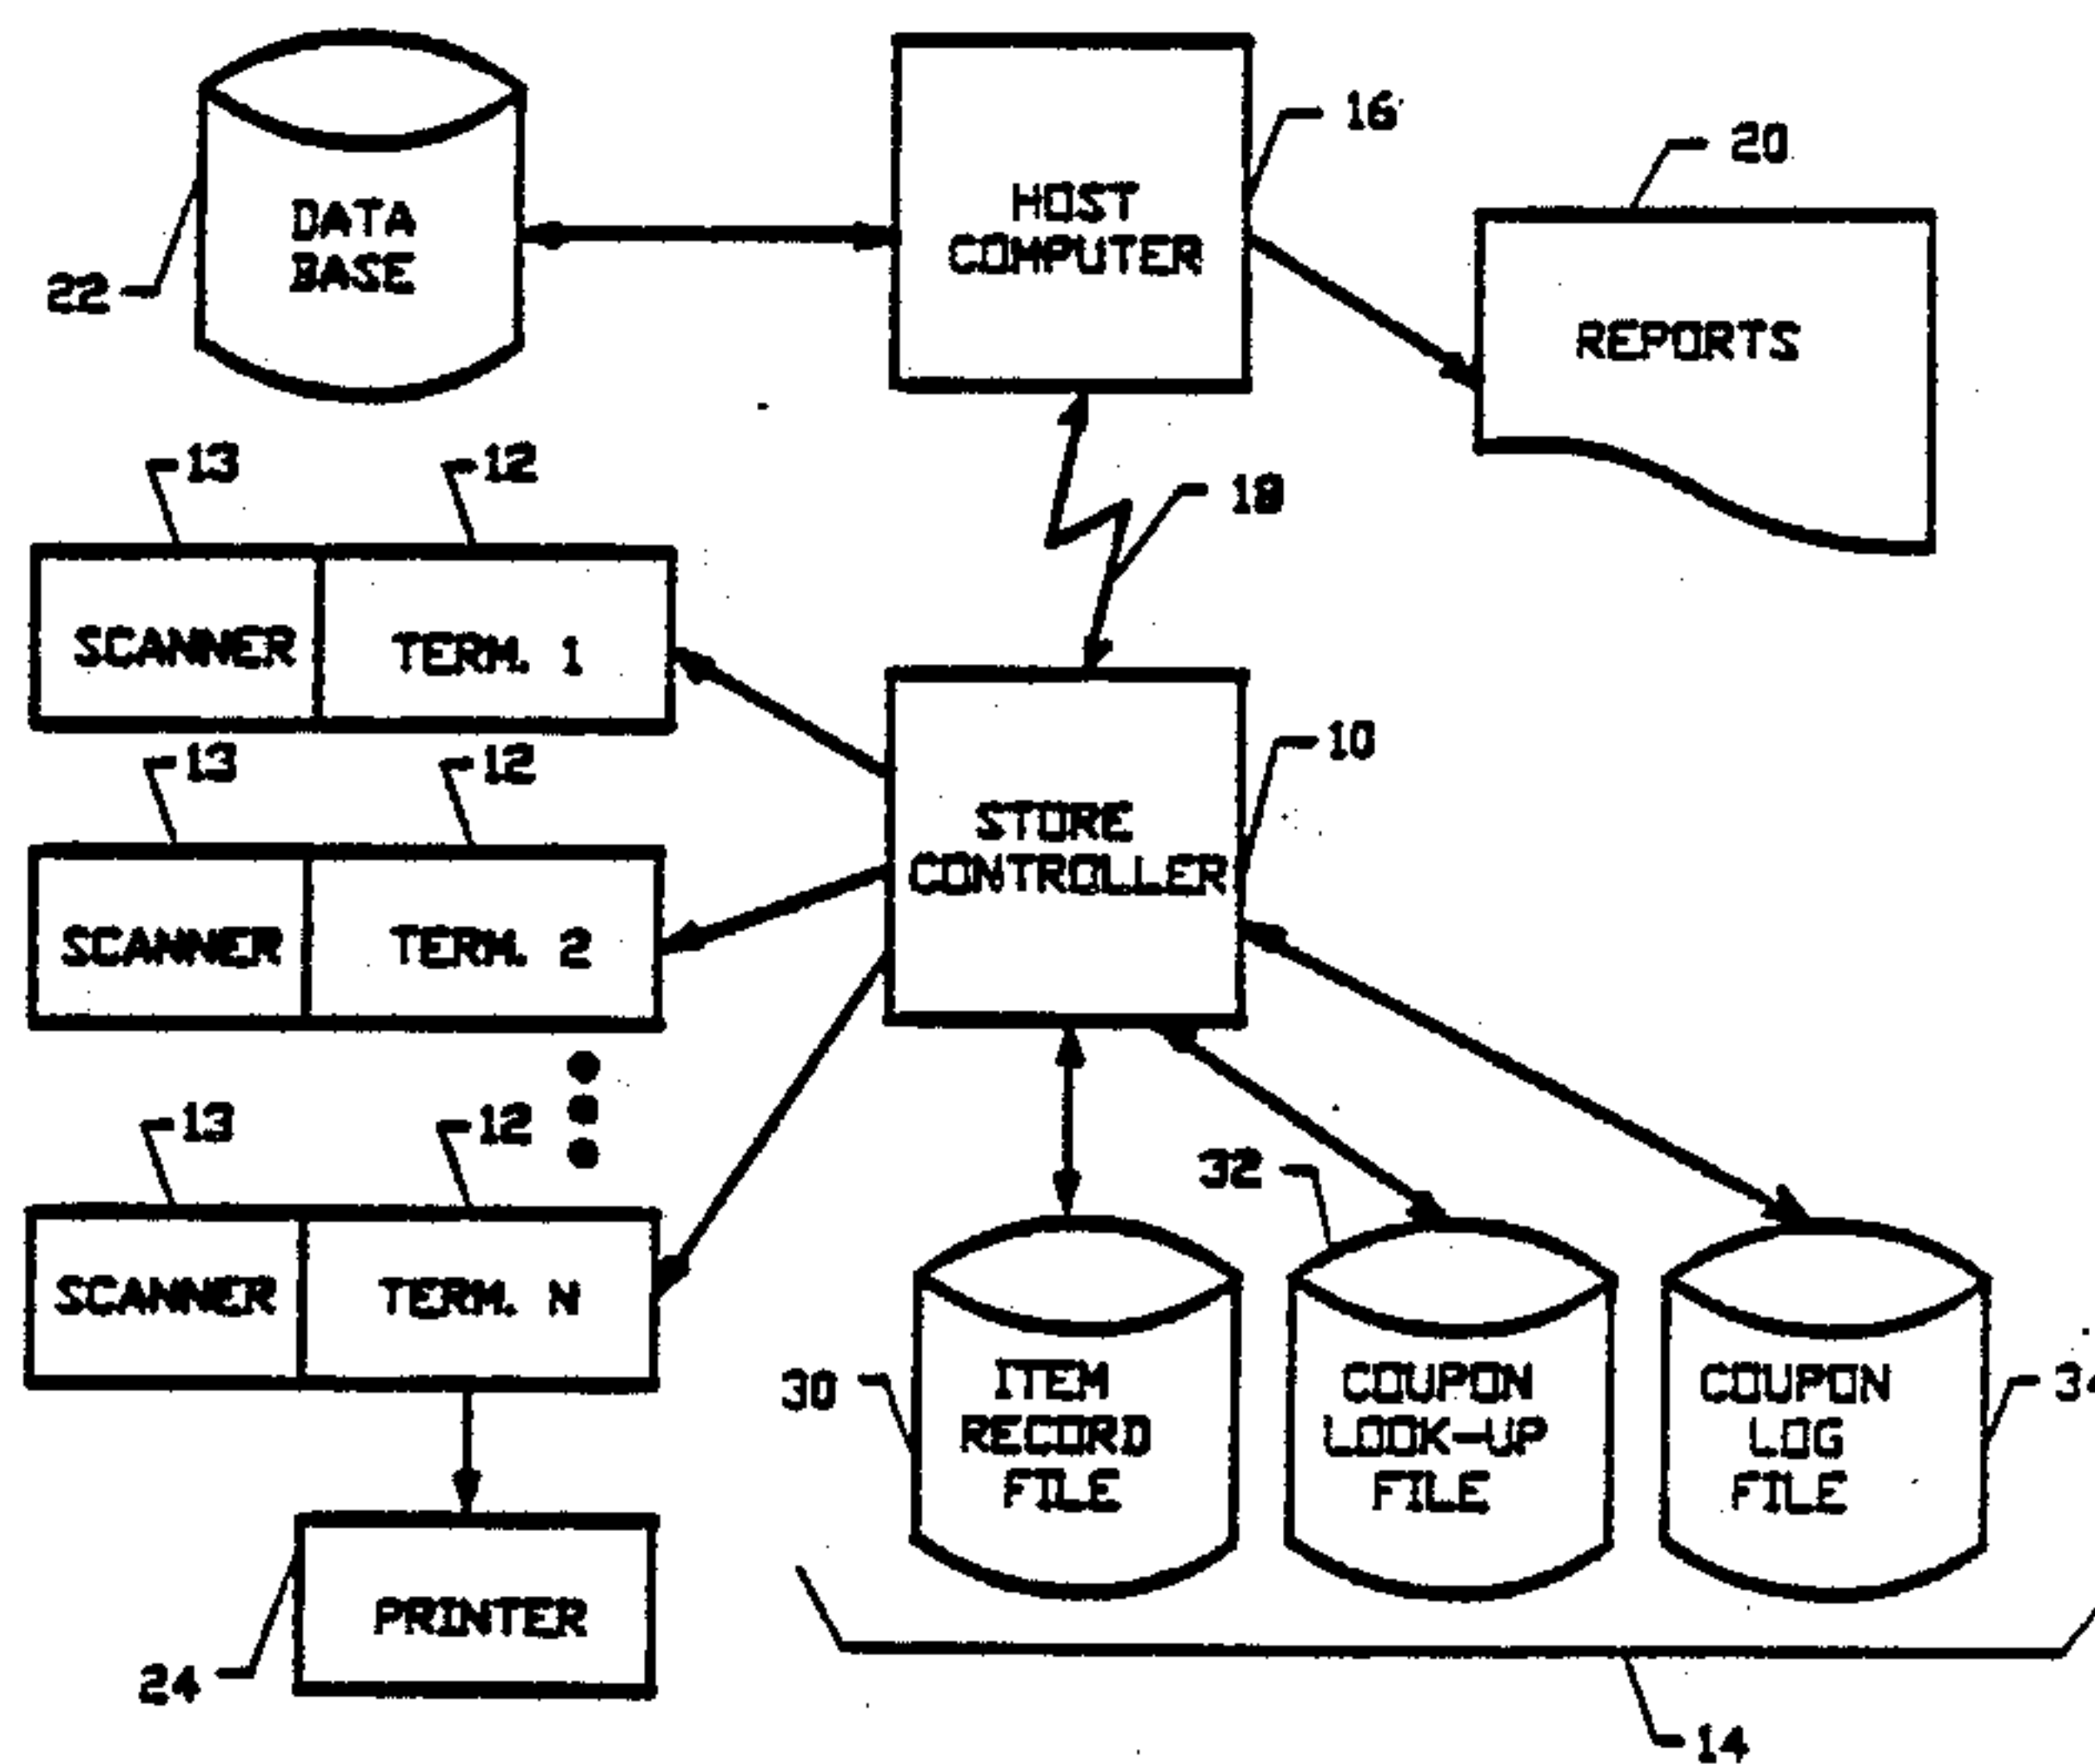 DATA
BASE
22
HOST
COMPUTER
16
20
REPORTS
18
13
12
SCANNER
TERM. 1
13
12
SCANNER
TERM. 2
13
12
SCANNER
TERM. N
10
STORE
CONTROLLER
32
30
ITEM
RECORD
FILE
COUPON
LOOK-UP
FILE
COUPON
LOG
FILE
PRINTER
24
14